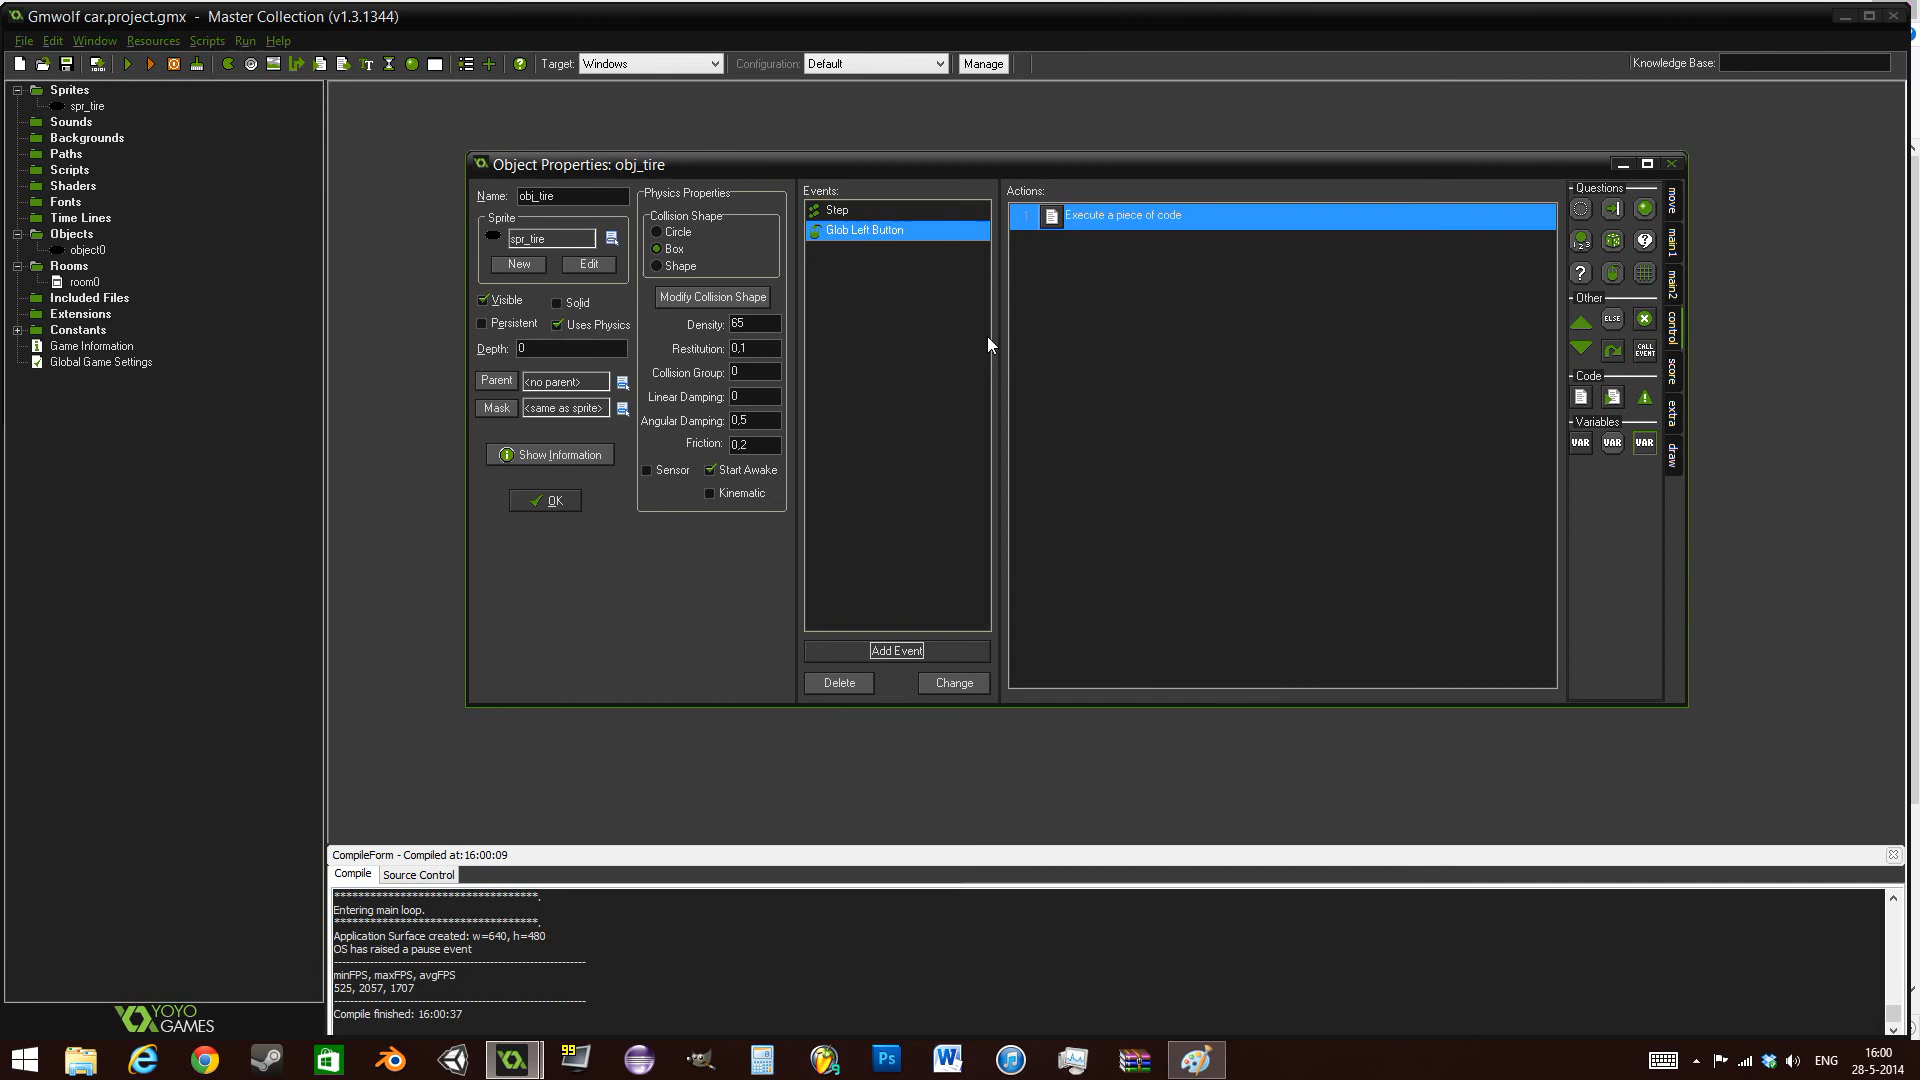 Gmwolf car.project.gmx - Master Collection (v1.3.1344)
File Edit Window Resources Scripts Run Help
Target: Windows Configuration: Default Manage Knowledge Base:
Sprites
spr_tire
Sounds
Backgrounds
Paths
Scripts
Shaders
Fonts
Time Lines
Objects
object0
Rooms
room0
Included Files
Extensions
Constants
Game Information
Global Game Settings
YOYO
GAMES
Object Properties: obj_tire
Name: obj_tire
Sprite
spr_tire
New Edit
Visible Solid
Persistent Uses Physics
Depth: 0
Parent <no parent>
Mask <same as sprite>
Show Information
OK
Physics Properties
Collision Shape
Circle
Box
Shape
Modify Collision Shape
Density: 65
Restitution: 0,1
Collision Group: 0
Linear Damping: 0
Angular Damping: 0,5
Friction: 0,2
Sensor Start Awake
Kinematic
Events:
Step
Glob Left Button
Add Event
Delete Change
Actions:
Execute a piece of code
Questions
Other
ELSE
CALL EVENT
Code
Variables
VAR VAR VAR
move
main1
main2
control
score
extra
draw
CompileForm - Compiled at:16:00:09
Compile Source Control
**********************************.
Entering main loop.
**********************************.
Application Surface created: w=640, h=480
OS has raised a pause event
minFPS, maxFPS, avgFPS
525, 2057, 1707
Compile finished: 16:00:37
99
Ps
ENG
16:00
28-5-2014